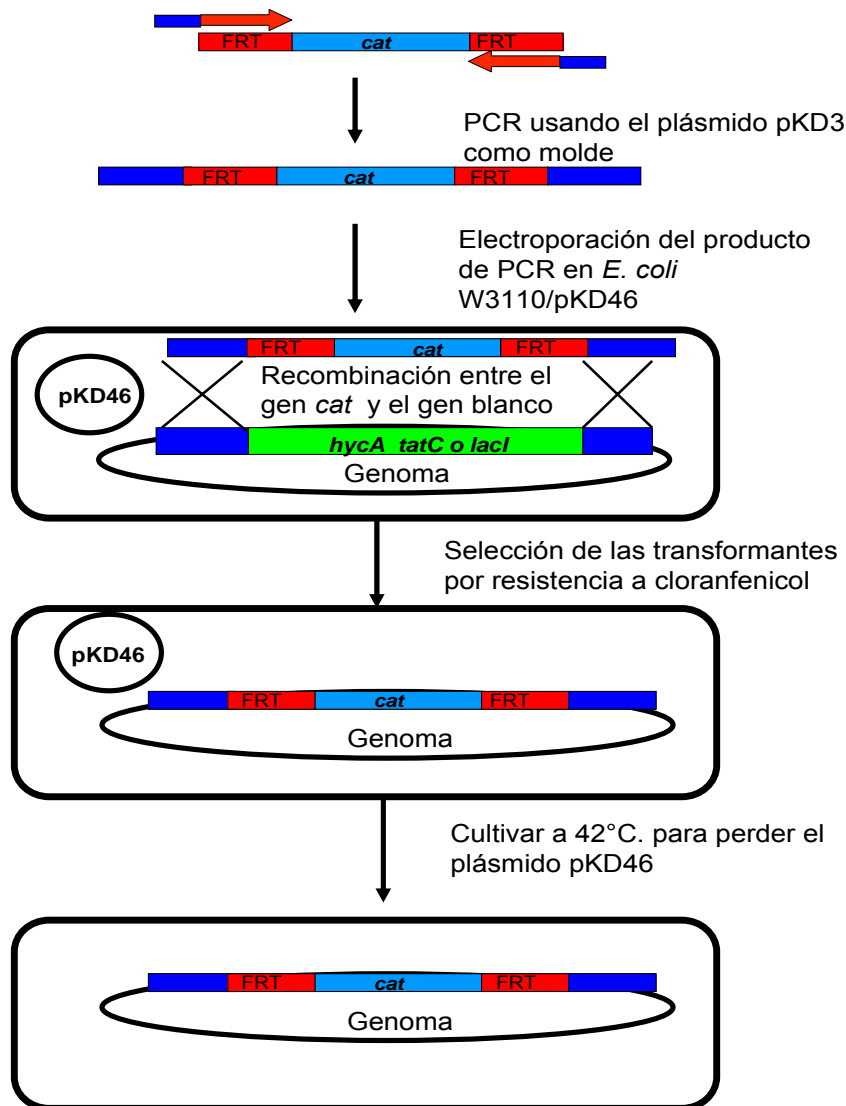 FRT cat FRT
PCR usando el plásmido pKD3
como molde
FRT cat FRT
Electroporación del producto
de PCR en E. coli
W3110/pKD46
FRT cat FRT
pKD46
Recombinación entre el
gen cat y el gen blanco
hycA tatC o lacI
Genoma
Selección de las transformantes
por resistencia a cloranfenicol
pKD46
FRT cat FRT
Genoma
Cultivar a 42°C. para perder el
plásmido pKD46
FRT cat FRT
Genoma